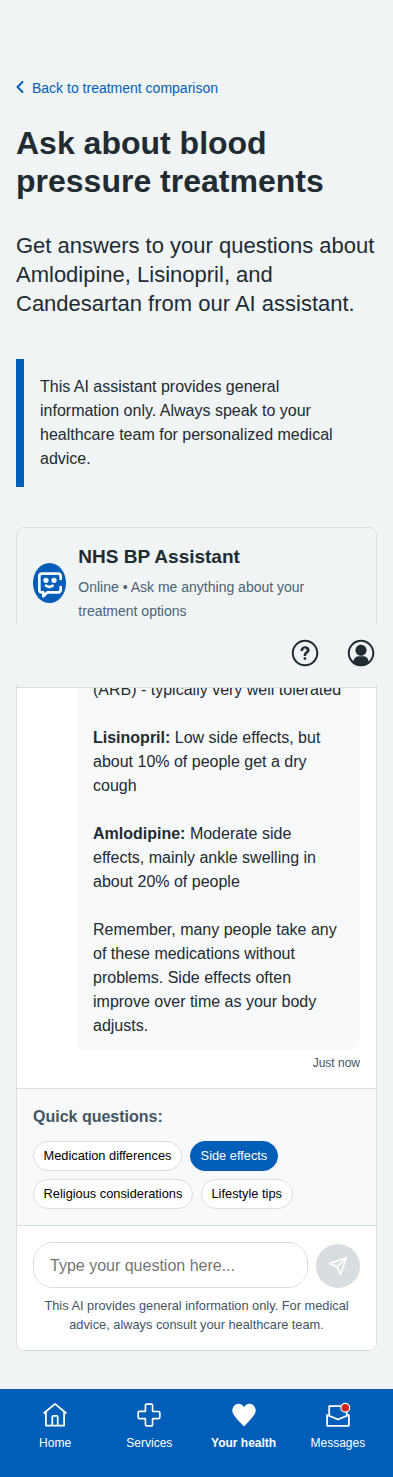 Back to treatment comparison
Ask about blood
pressure treatments
Get answers to your questions about
Amlodipine, Lisinopril, and
Candesartan from our AI assistant.
This AI assistant provides general
information only. Always speak to your
healthcare team for personalized medical
advice.
NHS BP Assistant
Online • Ask me anything about your
treatment options
(ARB) - typically very well tolerated
Lisinopril: Low side effects, but
about 10% of people get a dry
cough
Amlodipine: Moderate side
effects, mainly ankle swelling in
about 20% of people
Remember, many people take any
of these medications without
problems. Side effects often
improve over time as your body
adjusts.
Just now
Quick questions:
Medication differences Side effects
Religious considerations Lifestyle tips
Type your question here...
This AI provides general information only. For medical
advice, always consult your healthcare team.
Home Services Your health Messages